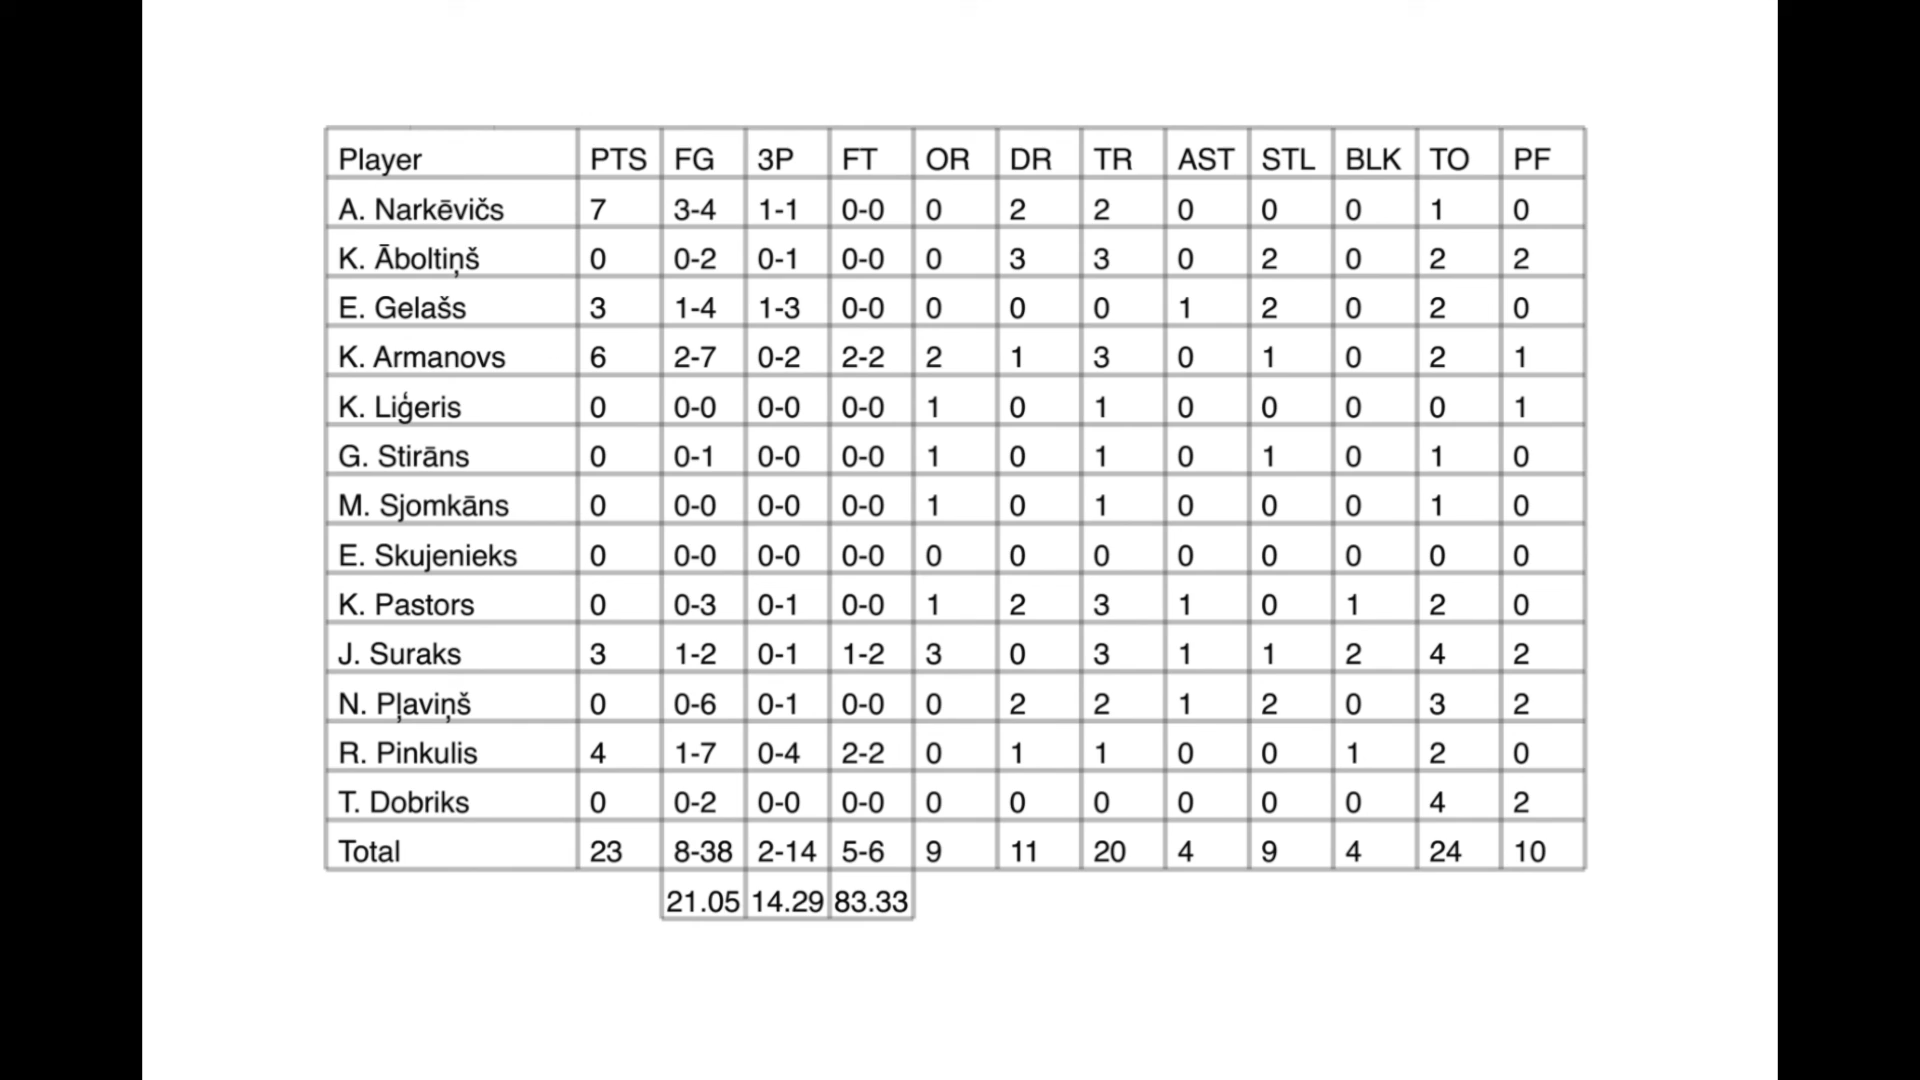 Player PTS FG 3P FT OR DR TR AST STL BLK TO PF
A. Narkēvičs 7 3-4 1-1 0-0 0 2 2 0 0 0 1 0
K. Āboltiņš 0 0-2 0-1 0-0 0 3 3 0 2 0 2 2
E. Gelašs 3 1-4 1-3 0-0 0 0 0 1 2 0 2 0
K. Armanovs 6 2-7 0-2 2-2 2 1 3 0 1 0 2 1
K. Liģeris 0 0-0 0-0 0-0 1 0 1 0 0 0 0 1
G. Stirāns 0 0-1 0-0 0-0 1 0 1 0 1 0 1 0
M. Sjomkāns 0 0-0 0-0 0-0 1 0 1 0 0 0 1 0
E. Skujenieks 0 0-0 0-0 0-0 0 0 0 0 0 0 0 0
K. Pastors 0 0-3 0-1 0-0 1 2 3 1 0 1 2 0
J. Suraks 3 1-2 0-1 1-2 3 0 3 1 1 2 4 2
N. Pļaviņš 0 0-6 0-1 0-0 0 2 2 1 2 0 3 2
R. Pinkulis 4 1-7 0-4 2-2 0 1 1 0 0 1 2 0
T. Dobriks 0 0-2 0-0 0-0 0 0 0 0 0 0 4 2
Total 23 8-38 2-14 5-6 9 11 20 4 9 4 24 10
21.05 14.29 83.33